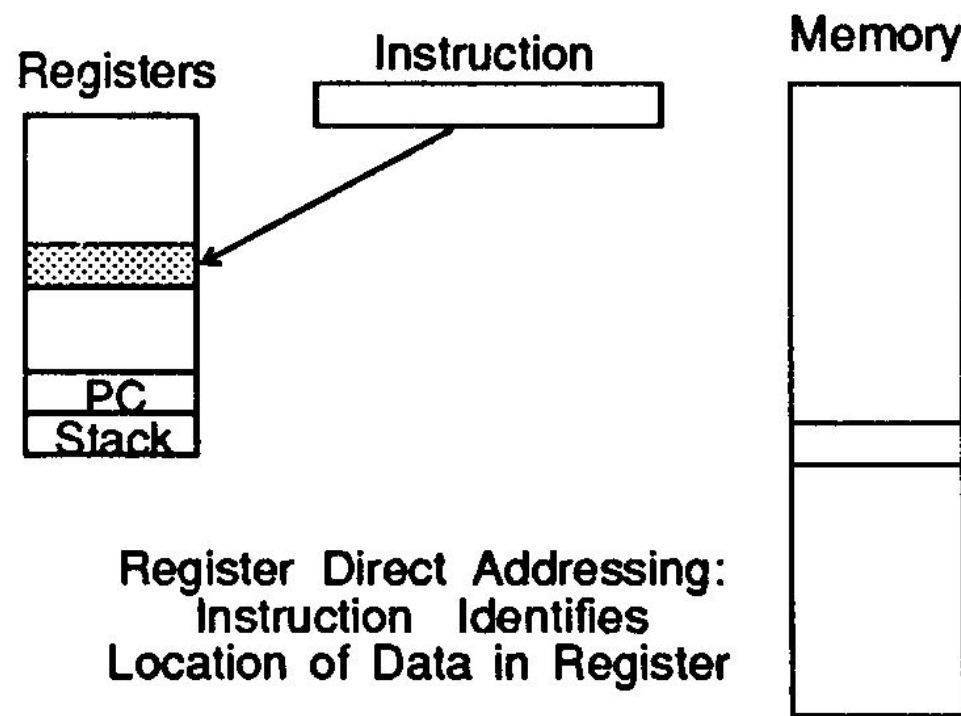 Registers
Instruction
Memory
PC
Stack
Register Direct Addressing:
Instruction Identifies
Location of Data in Register